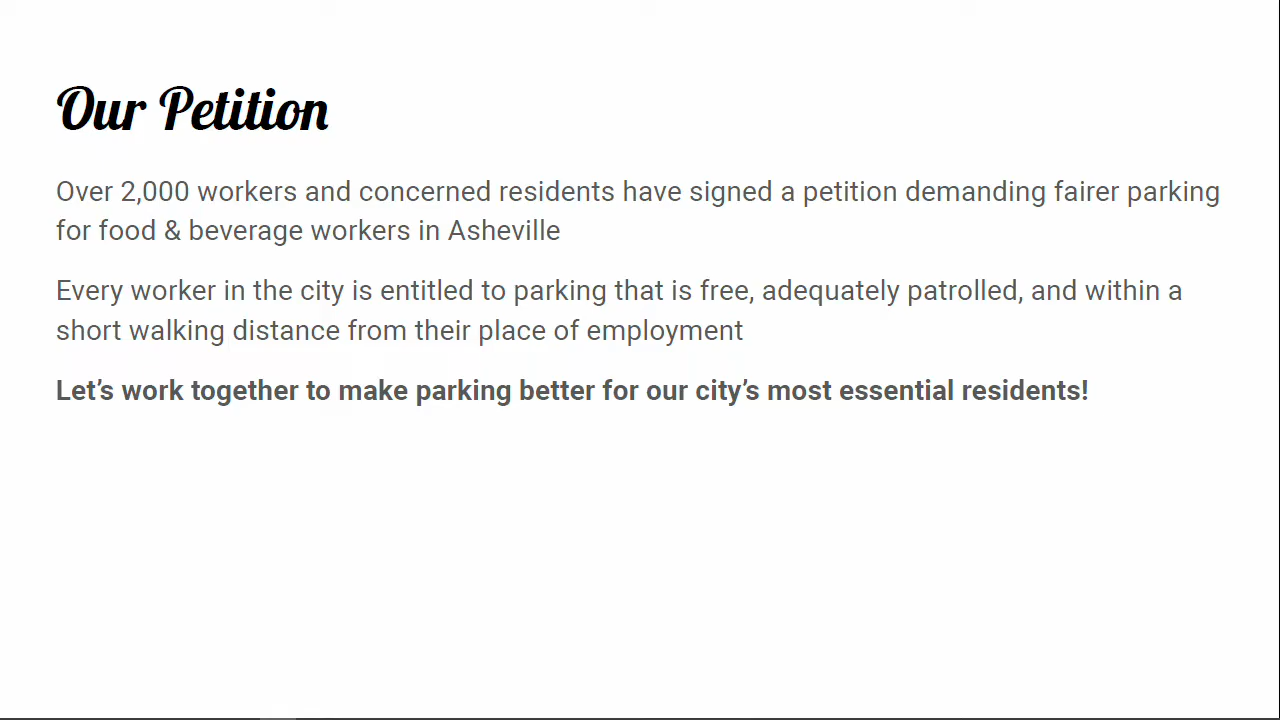 Our Petition
Over 2,000 workers and concerned residents have signed a petition demanding fairer parking
for food & beverage workers in Asheville
Every worker in the city is entitled to parking that is free, adequately patrolled, and within a
short walking distance from their place of employment
Let’s work together to make parking better for our city’s most essential residents!